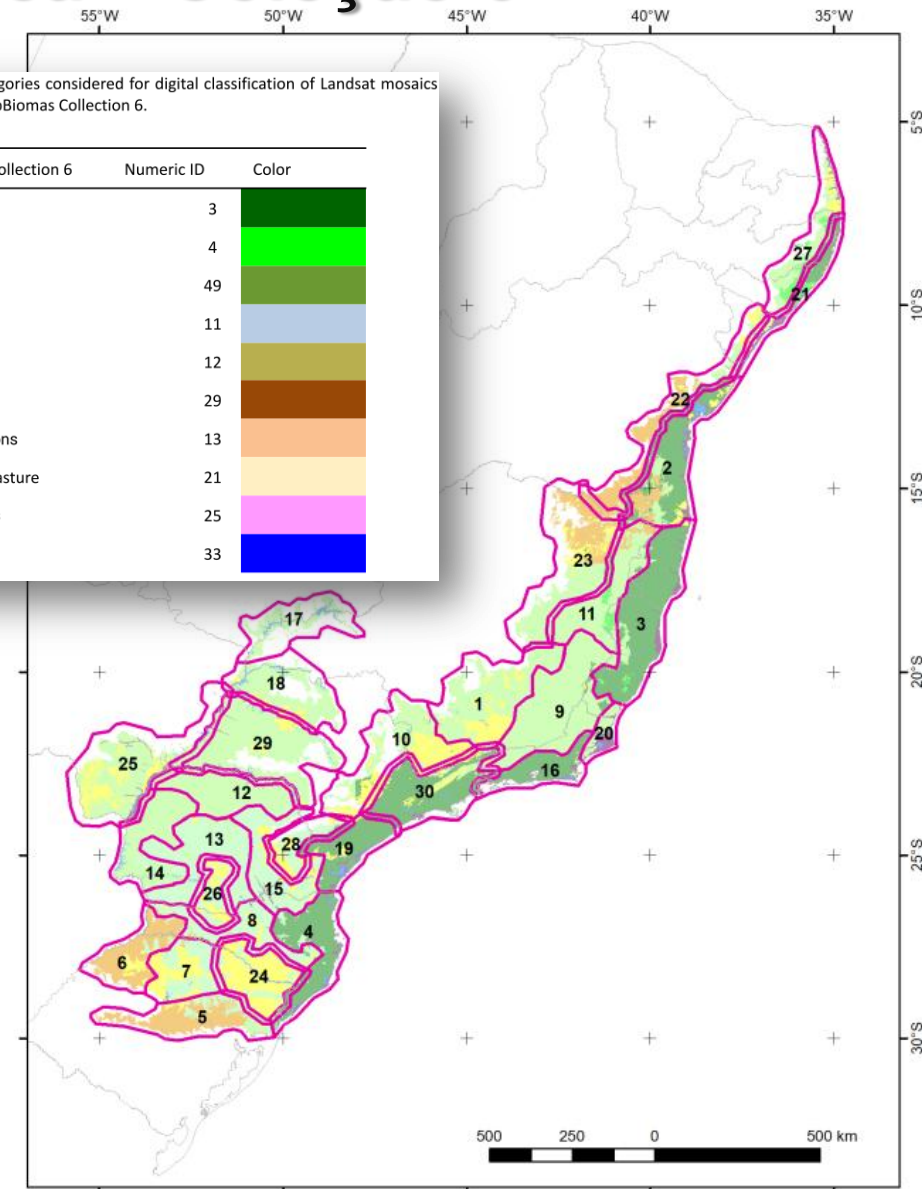 55°W 50°W 45°W 40°W 35°W
gories considered for digital classification of Landsat mosaics
oBiomas Collection 6.
ollection 6 Numeric ID Color
3
4
49
11
12
29
ons 13
asture 21
25
33
5°S
10°S
15°S
20°S
25°S
30°S
27
21
22
2
23
11
3
17
18
1
9
20
10
29
25
16
12
30
13
28
19
14
15
26
8
4
6
7
24
5
500 250 0 500 km